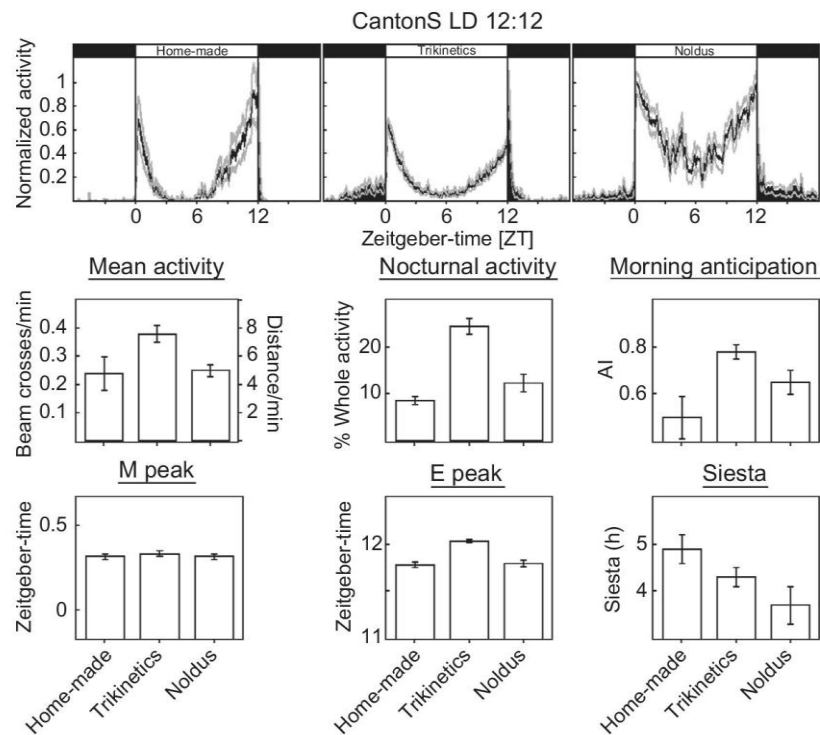 CantonS LD 12:12
Home-made Trikinetics Noldus
Normalized activity
1
0.8
0.6
0.4
0.2
0 6 12 0 6 12 0 6 12
Zeitgeber-time [ZT]
Mean activity
Beam crosses/min
0.4
0.3
0.2
0.1
8
6
4
2
0
Distance/min
Nocturnal activity
% Whole activity
20
10
Morning anticipation
AI
0.8
0.6
M peak
Zeitgeber-time
0.5
0
Home-made Trikinetics Noldus
E peak
Zeitgeber-time
12
11
Home-made Trikinetics Noldus
Siesta
Siesta (h)
5
4
Home-made Trikinetics Noldus